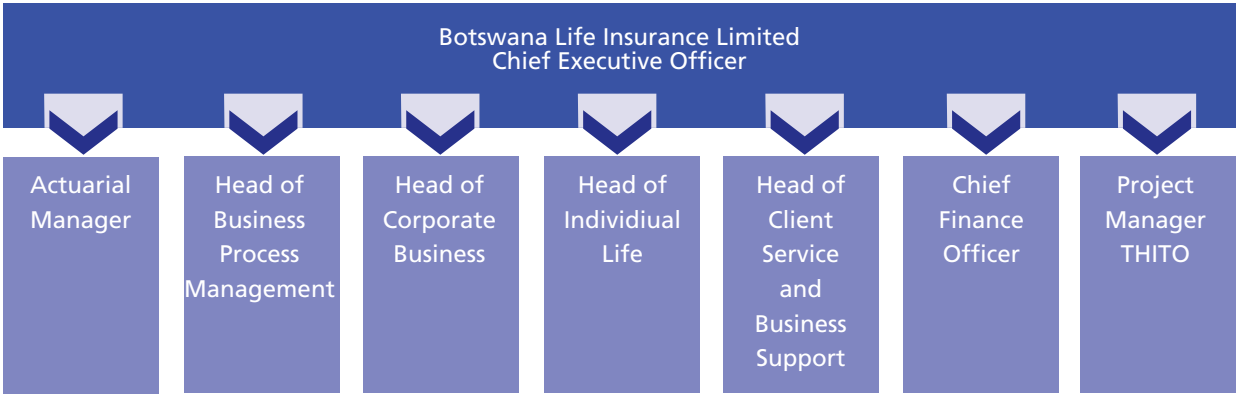 Botswana Life Insurance Limited
Chief Executive Officer
Actuarial
Manager
Head of
Business
Process
Management
Head of
Corporate
Business
Head of
Individiual
Life
Head of
Client
Service
and
Business
Support
Chief
Finance
Officer
Project
Manager
THITO